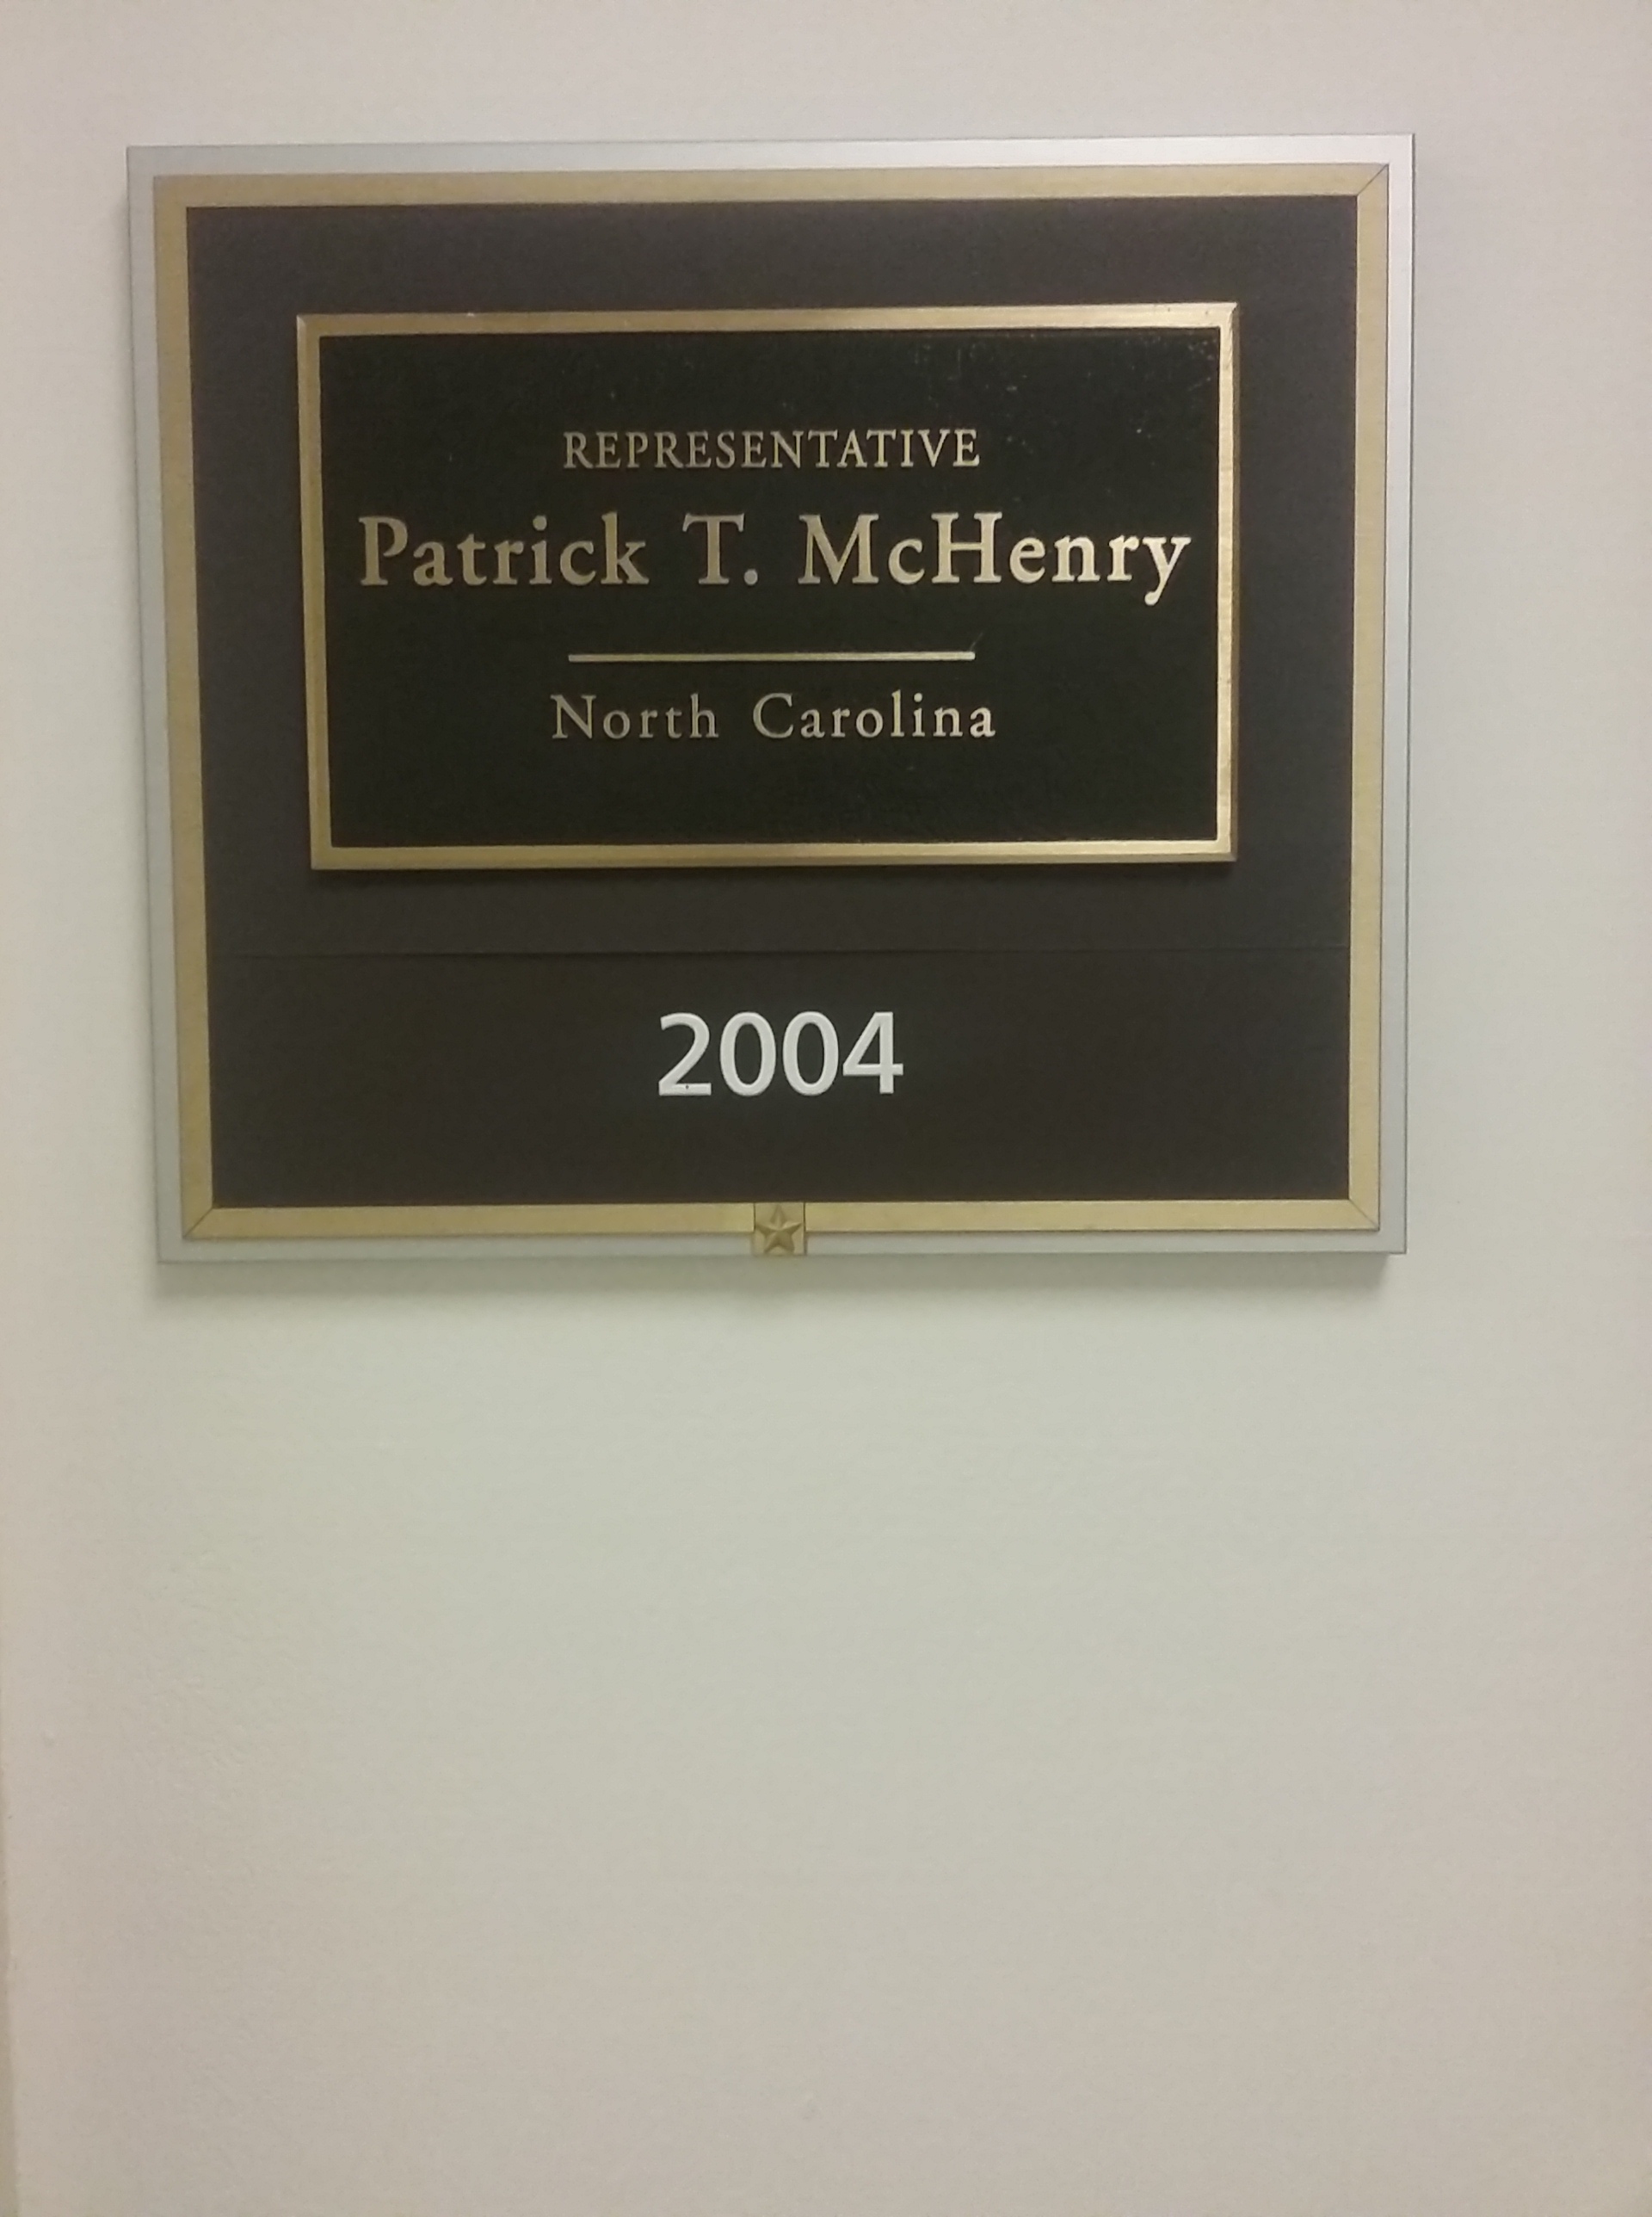 REPRESENTATIVE
Patrick T. McHenry
North Carolina
2004